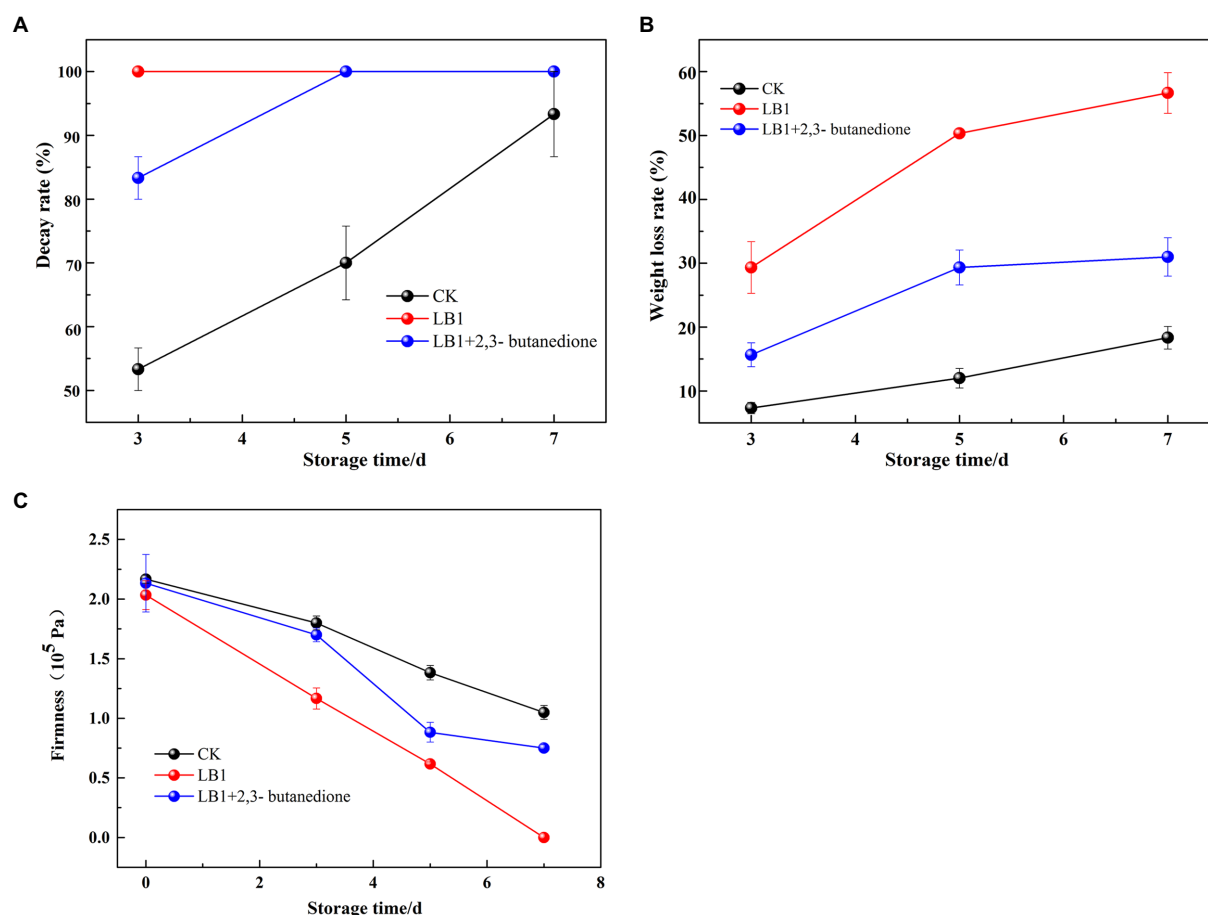 A
Decay rate (%)
100
90
80
70
60
50
CK
LB1
LB1+2,3- butanedione
3 4 5 6 7
Storage time/d
B
Weight loss rate (%)
60
50
40
30
20
10
CK
LB1
LB1+2,3- butanedione
3 4 5 6 7
Storage time/d
C
Firmness（10⁵ Pa）
2.5
2.0
1.5
1.0
0.5
0.0
CK
LB1
LB1+2,3- butanedione
0 2 4 6 8
Storage time/d